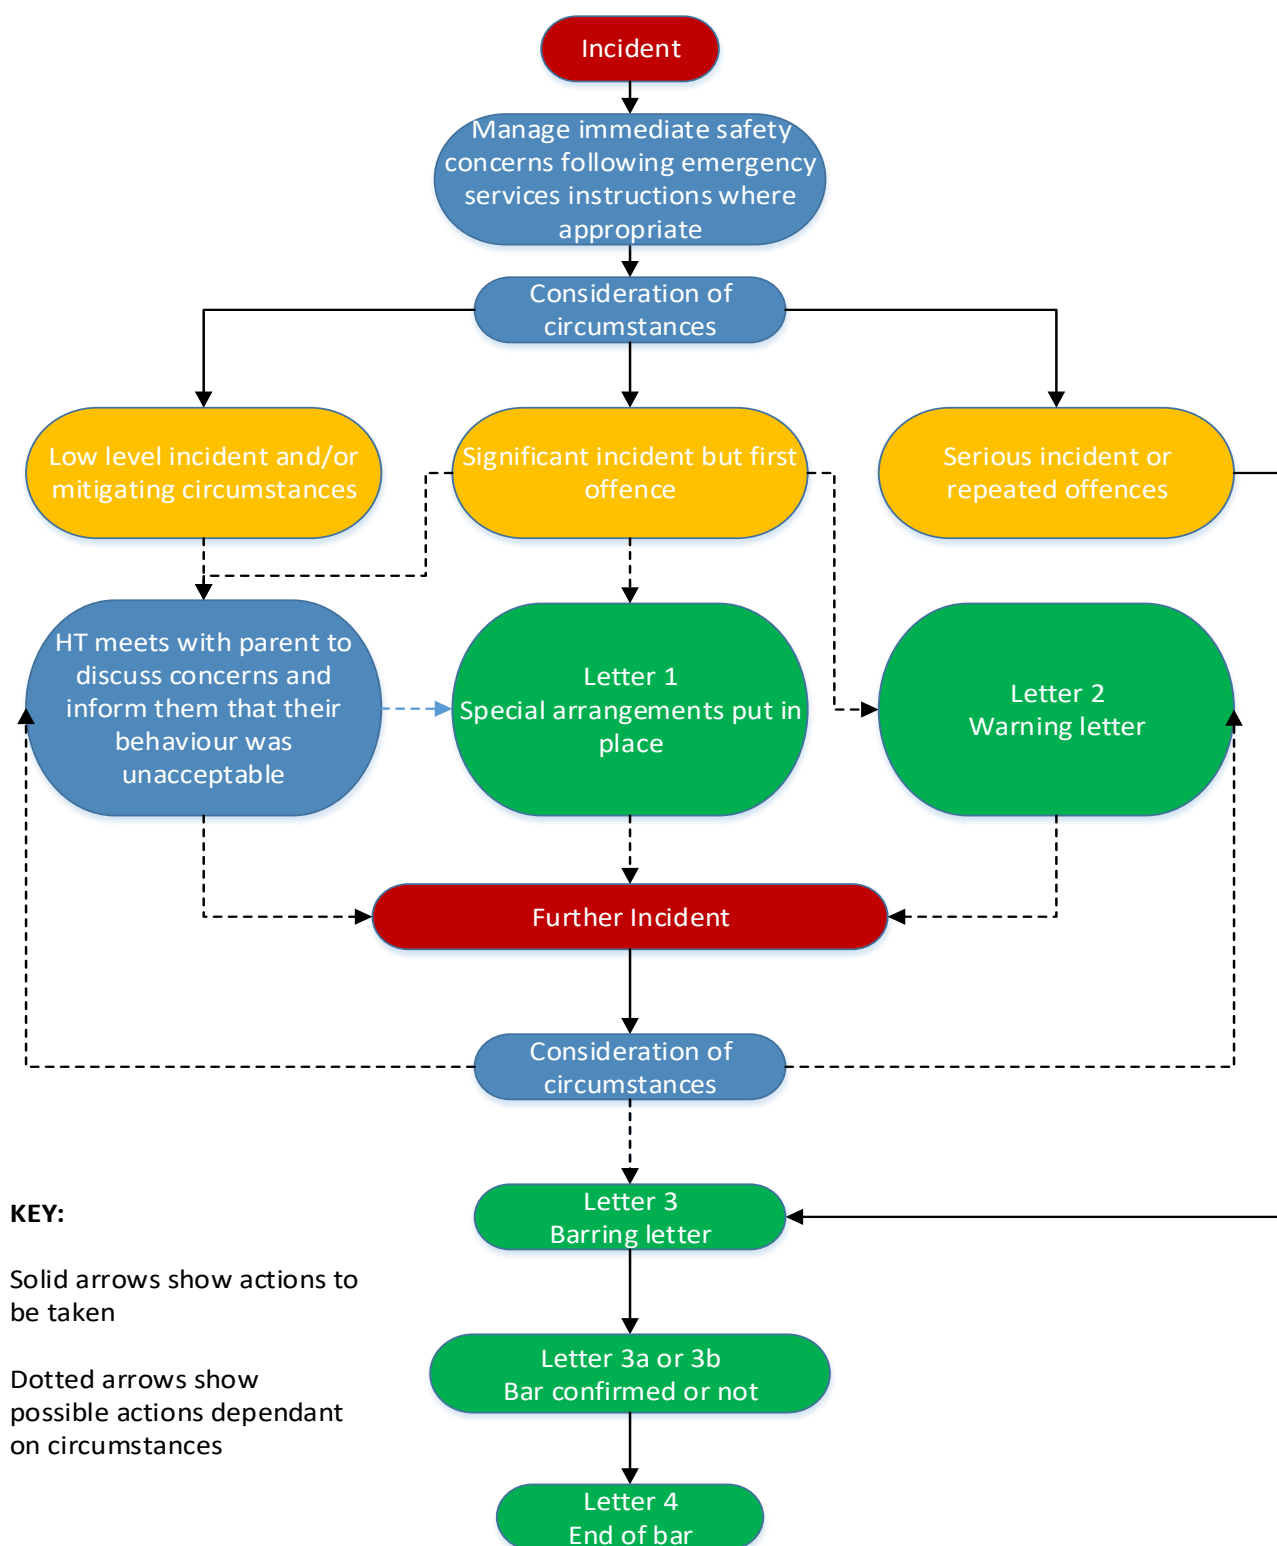 Incident
Manage immediate safety
concerns following emergency
services instructions where
appropriate
Consideration of
circumstances
Low level incident and/or
mitigating circumstances
Significant incident but first
offence
Serious incident or
repeated offences
HT meets with parent to
discuss concerns and
inform them that their
behaviour was
unacceptable
Letter 1
Special arrangements put in
place
Letter 2
Warning letter
Further Incident
Consideration of
circumstances
Letter 3
Barring letter
KEY:
Solid arrows show actions to
be taken
Dotted arrows show
possible actions dependant
on circumstances
Letter 3a or 3b
Bar confirmed or not
Letter 4
End of bar